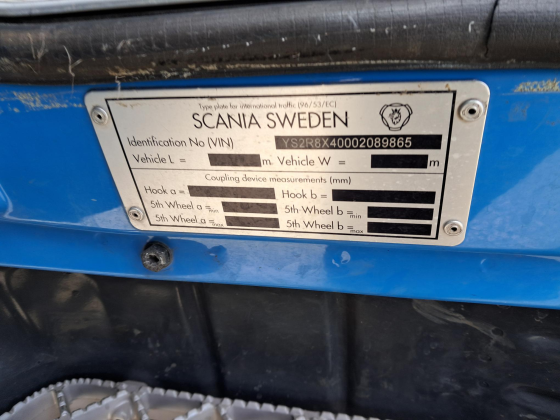 Type plate for international traffic (96/53/EC)
SCANIA SWEDEN
Identification No (VIN) YS2R8X40002089865
Vehicle L = m Vehicle W = m
Coupling device measurements (mm)
Hook a = Hook b =
5th Wheel a =min 5th Wheel b =min
5th Wheel a =max 5th Wheel b =max